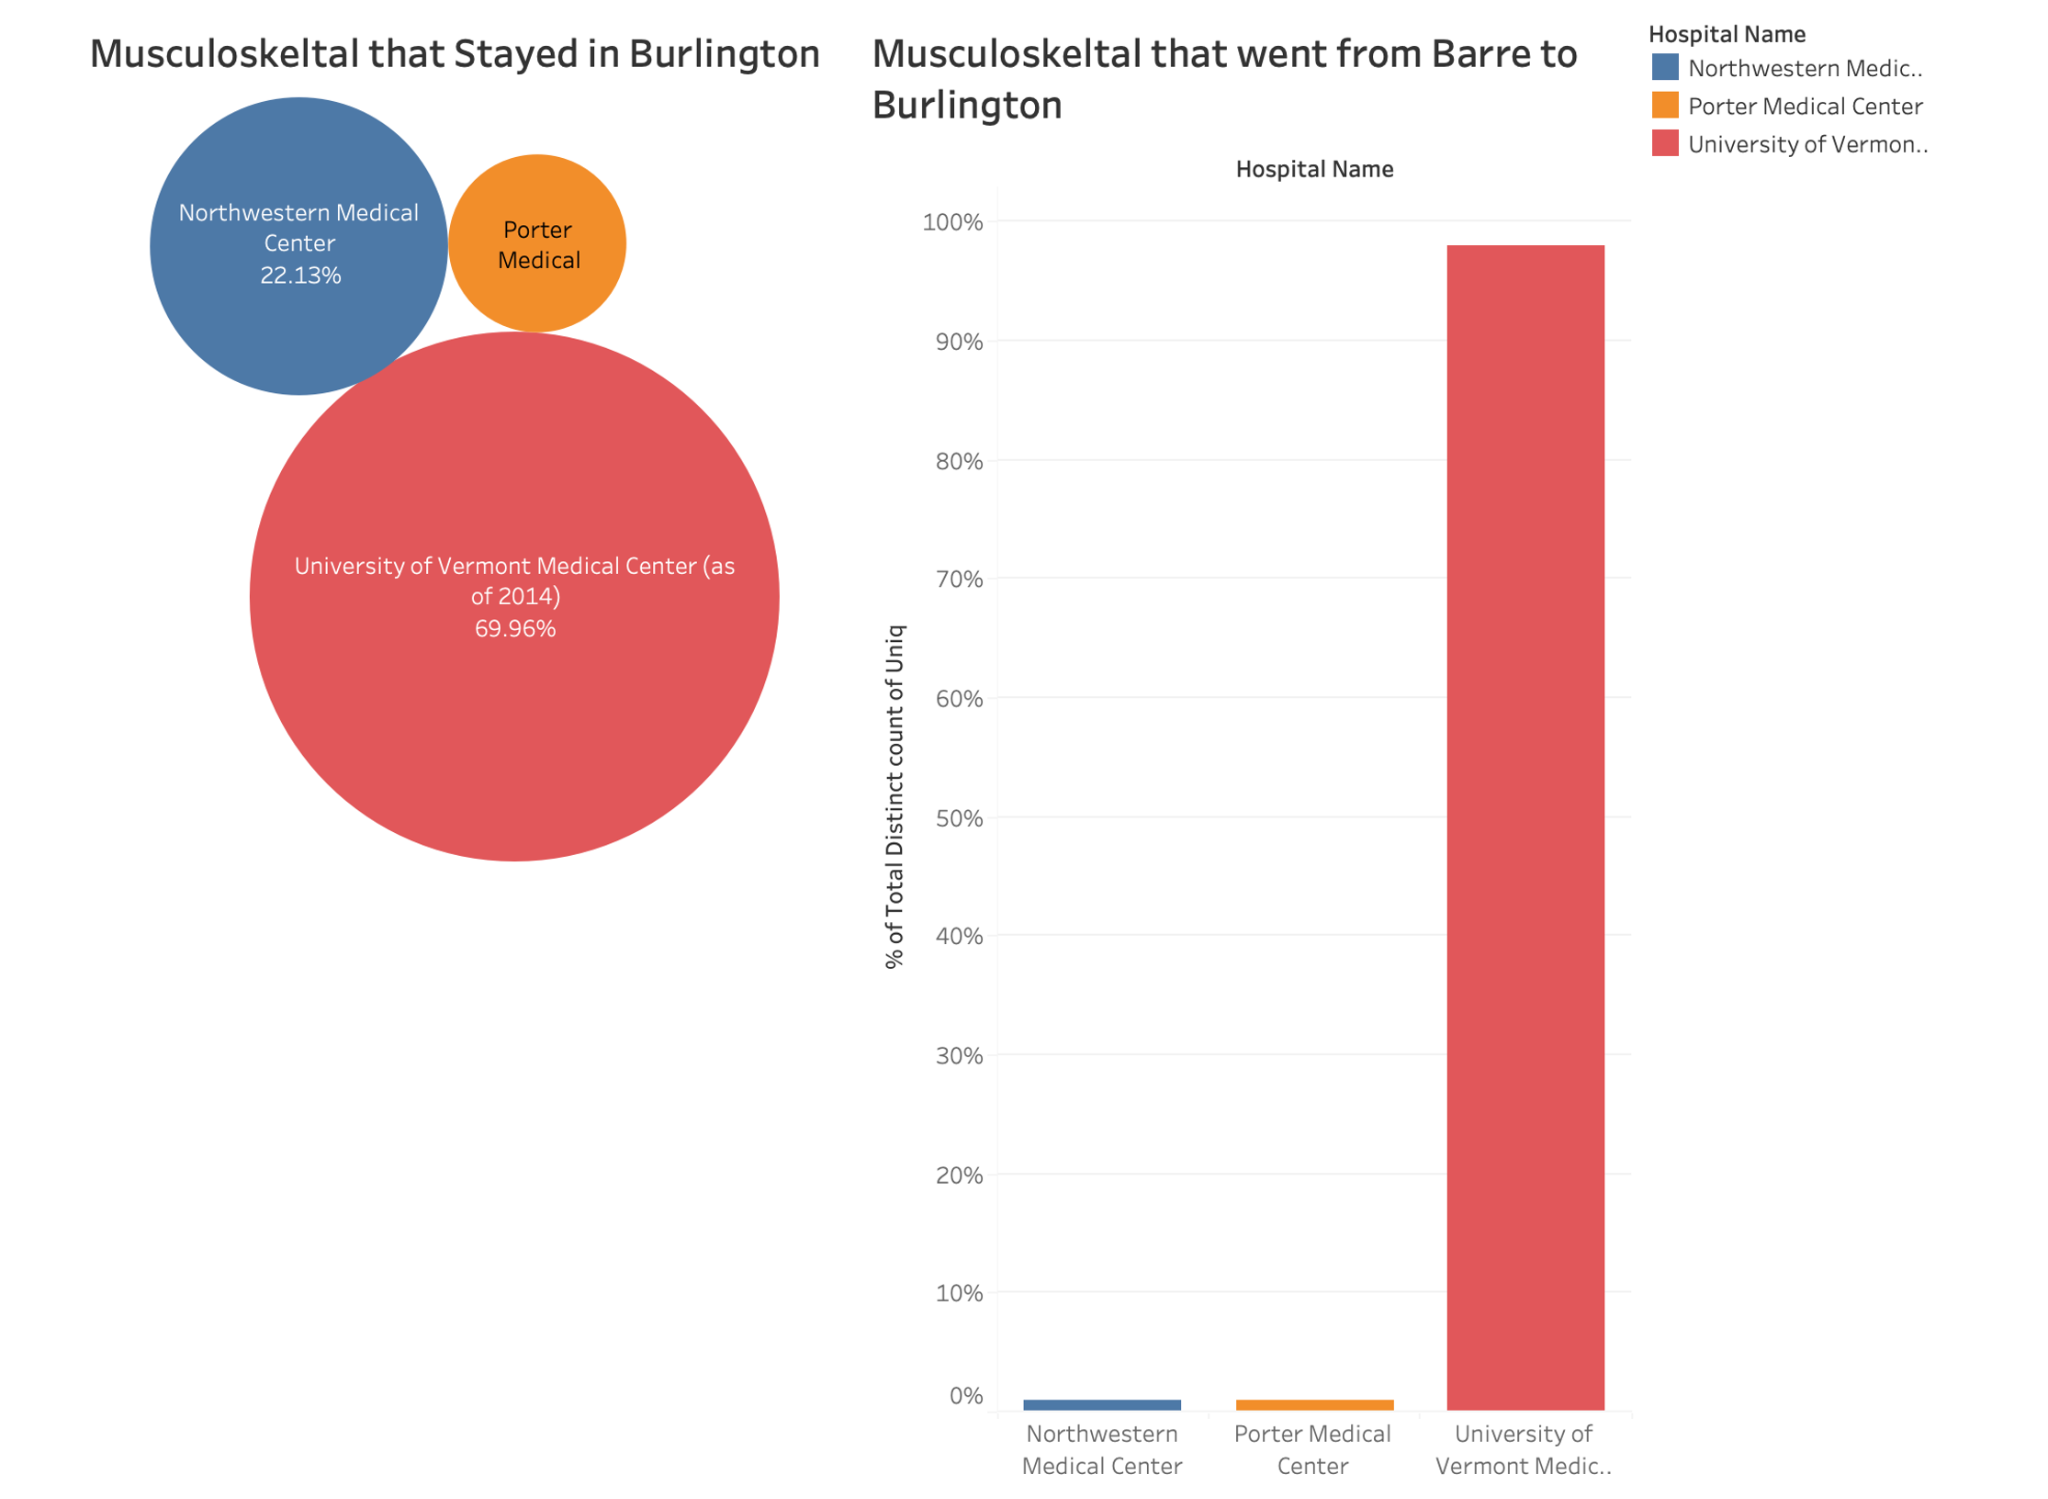 Musculoskeltal that Stayed in Burlington
Northwestern Medical
Center
22.13%
Porter
Medical
University of Vermont Medical Center (as
of 2014)
69.96%
Musculoskeltal that went from Barre to
Burlington
Hospital Name
% of Total Distinct count of Uniq
100%
90%
80%
70%
60%
50%
40%
30%
20%
10%
0%
Northwestern
Medical Center
Porter Medical
Center
University of
Vermont Medic..
Hospital Name
Northwestern Medic..
Porter Medical Center
University of Vermon..